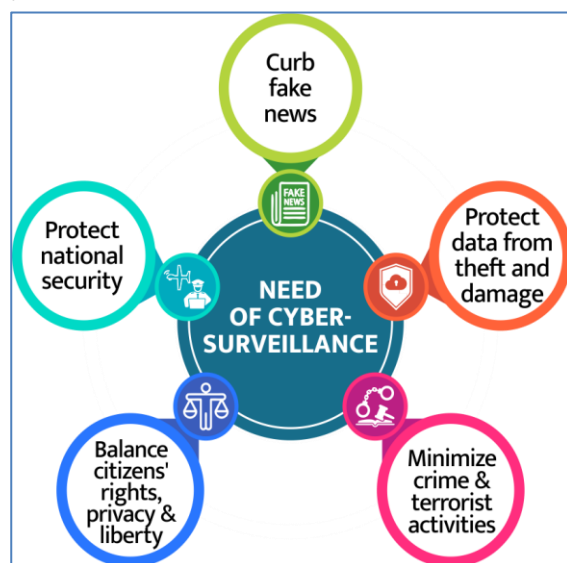 Curb
fake
news
FAKE
NEWS
Protect
national
security
Protect
data from
theft and
damage
NEED
OF CYBER-
SURVEILLANCE
Balance
citizens'
rights,
privacy &
liberty
Minimize
crime &
terrorist
activities